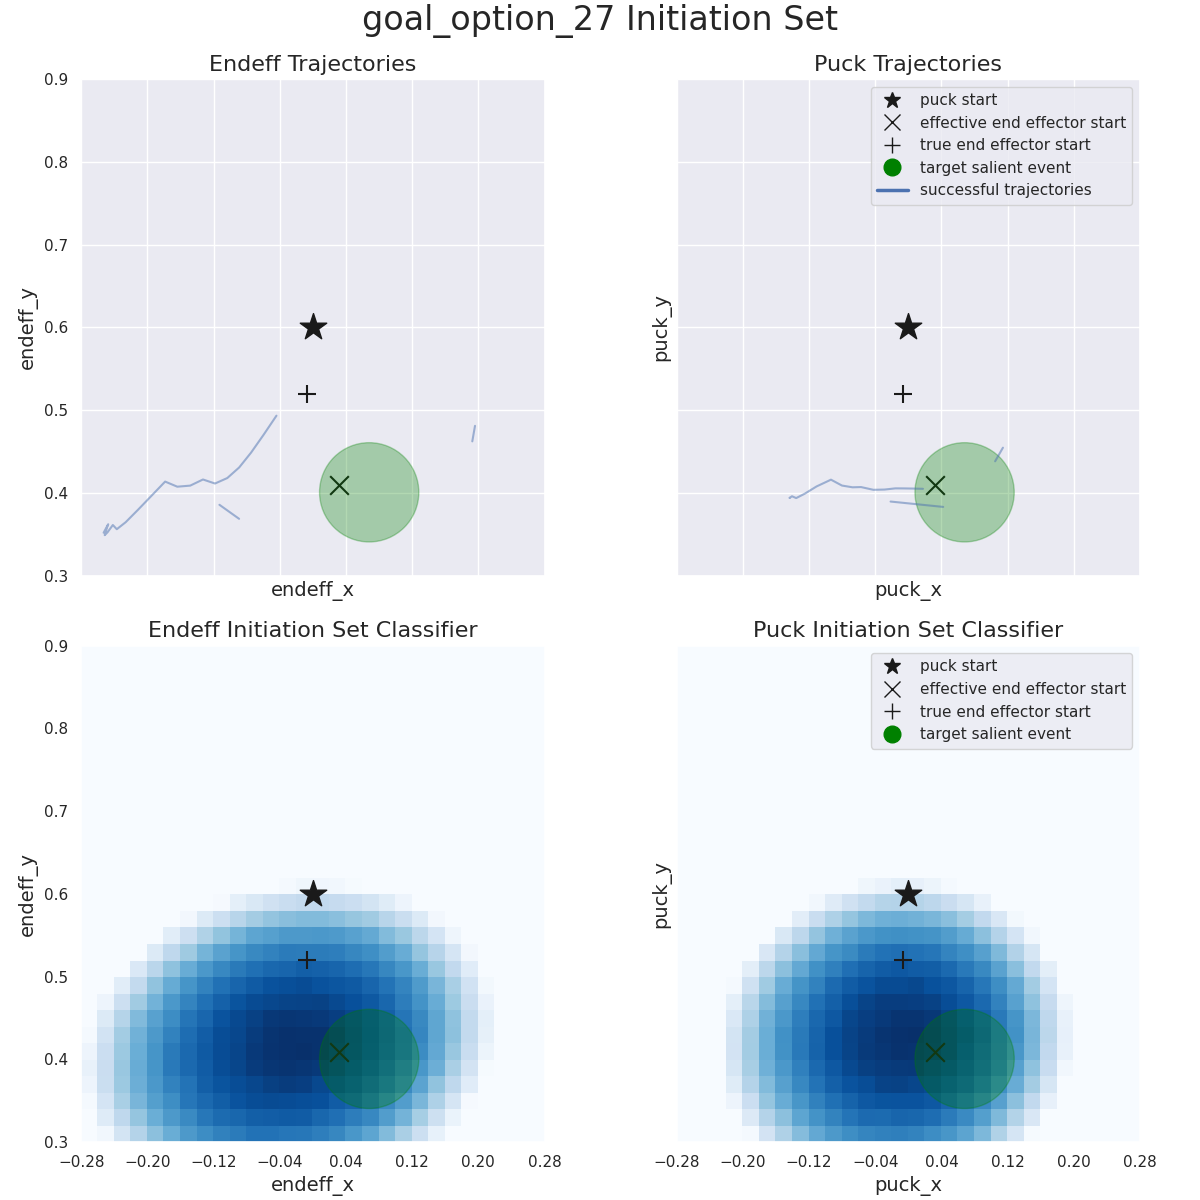 goal_option_27 Initiation Set
Endeff Trajectories
0.9
0.8
0.7
0.6
0.5
0.4
0.3
endeff_y
endeff_x
Puck Trajectories
puck start
effective end effector start
true end effector start
target salient event
successful trajectories
puck_y
puck_x
Endeff Initiation Set Classifier
0.9
0.8
0.7
0.6
0.5
0.4
0.3
endeff_y
−0.28 −0.20 −0.12 −0.04 0.04 0.12 0.20 0.28
endeff_x
Puck Initiation Set Classifier
puck start
effective end effector start
true end effector start
target salient event
puck_y
−0.28 −0.20 −0.12 −0.04 0.04 0.12 0.20 0.28
puck_x